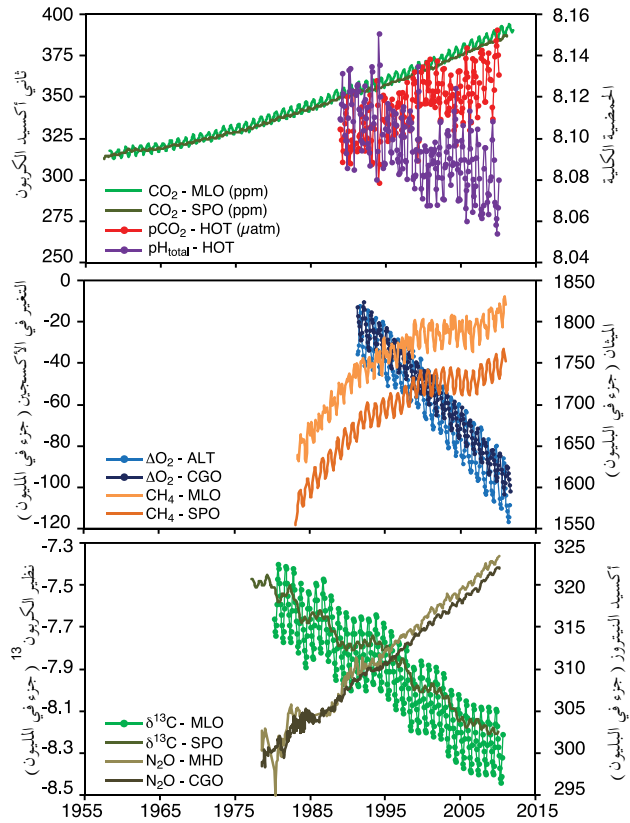 ثاني أكسيد الكربون
400
375
350
325
300
275
250
CO₂ - MLO (ppm)
CO₂ - SPO (ppm)
pCO₂ - HOT (µatm)
pHtotal - HOT
8.16
8.14
8.12
8.10
8.08
8.06
8.04
الحمضية الكلية
التغير في الأكسجين (جزء في المليون)
0
-20
-40
-60
-80
-100
-120
ΔO₂ - ALT
ΔO₂ - CGO
CH₄ - MLO
CH₄ - SPO
1850
1800
1750
1700
1650
1600
1550
الميثان (جزء في البليون)
نظير الكربون 13 (جزء في المليون)
-7.3
-7.5
-7.7
-7.9
-8.1
-8.3
-8.5
δ¹³C - MLO
δ¹³C - SPO
N₂O - MHD
N₂O - CGO
325
320
315
310
305
300
295
أكسيد النيتروز (جزء في البليون)
1955 1965 1975 1985 1995 2005 2015